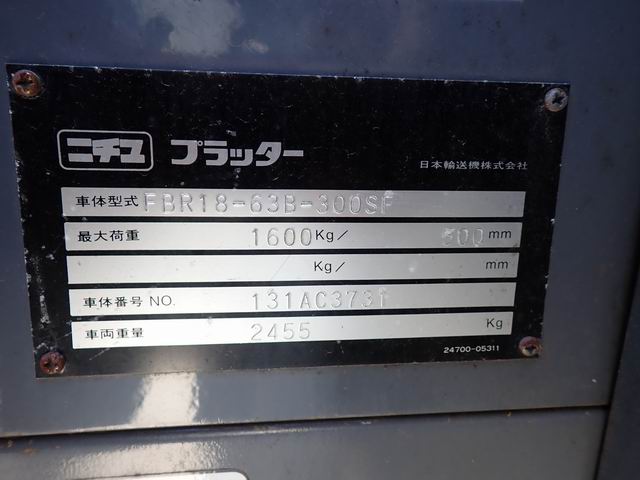 ニチユ プラッター
日本輸送機株式会社
車体型式 FBR18-63B-300SF
最大荷重 1600 Kg/ 500 mm
Kg/ mm
車体番号 NO. 131AC3731
車両重量 2455 Kg
24700-05311